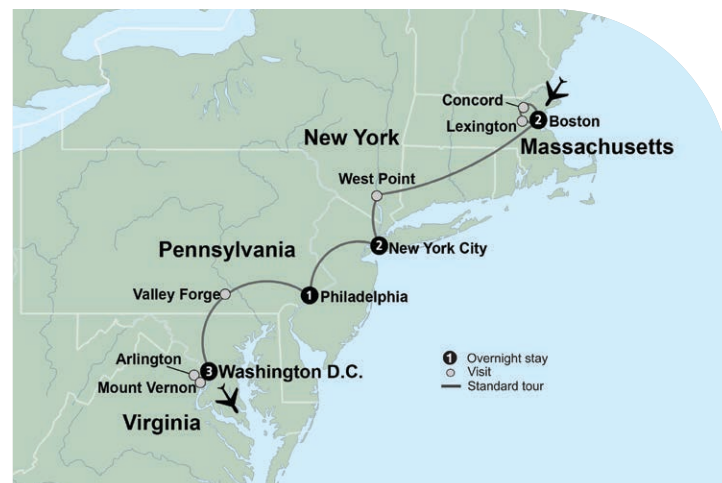 Concord
Lexington
2 Boston
Massachusetts
New York
West Point
2 New York City
Pennsylvania
Valley Forge
1 Philadelphia
Arlington
3 Washington D.C.
Mount Vernon
Virginia
1 Overnight stay
Visit
Standard tour